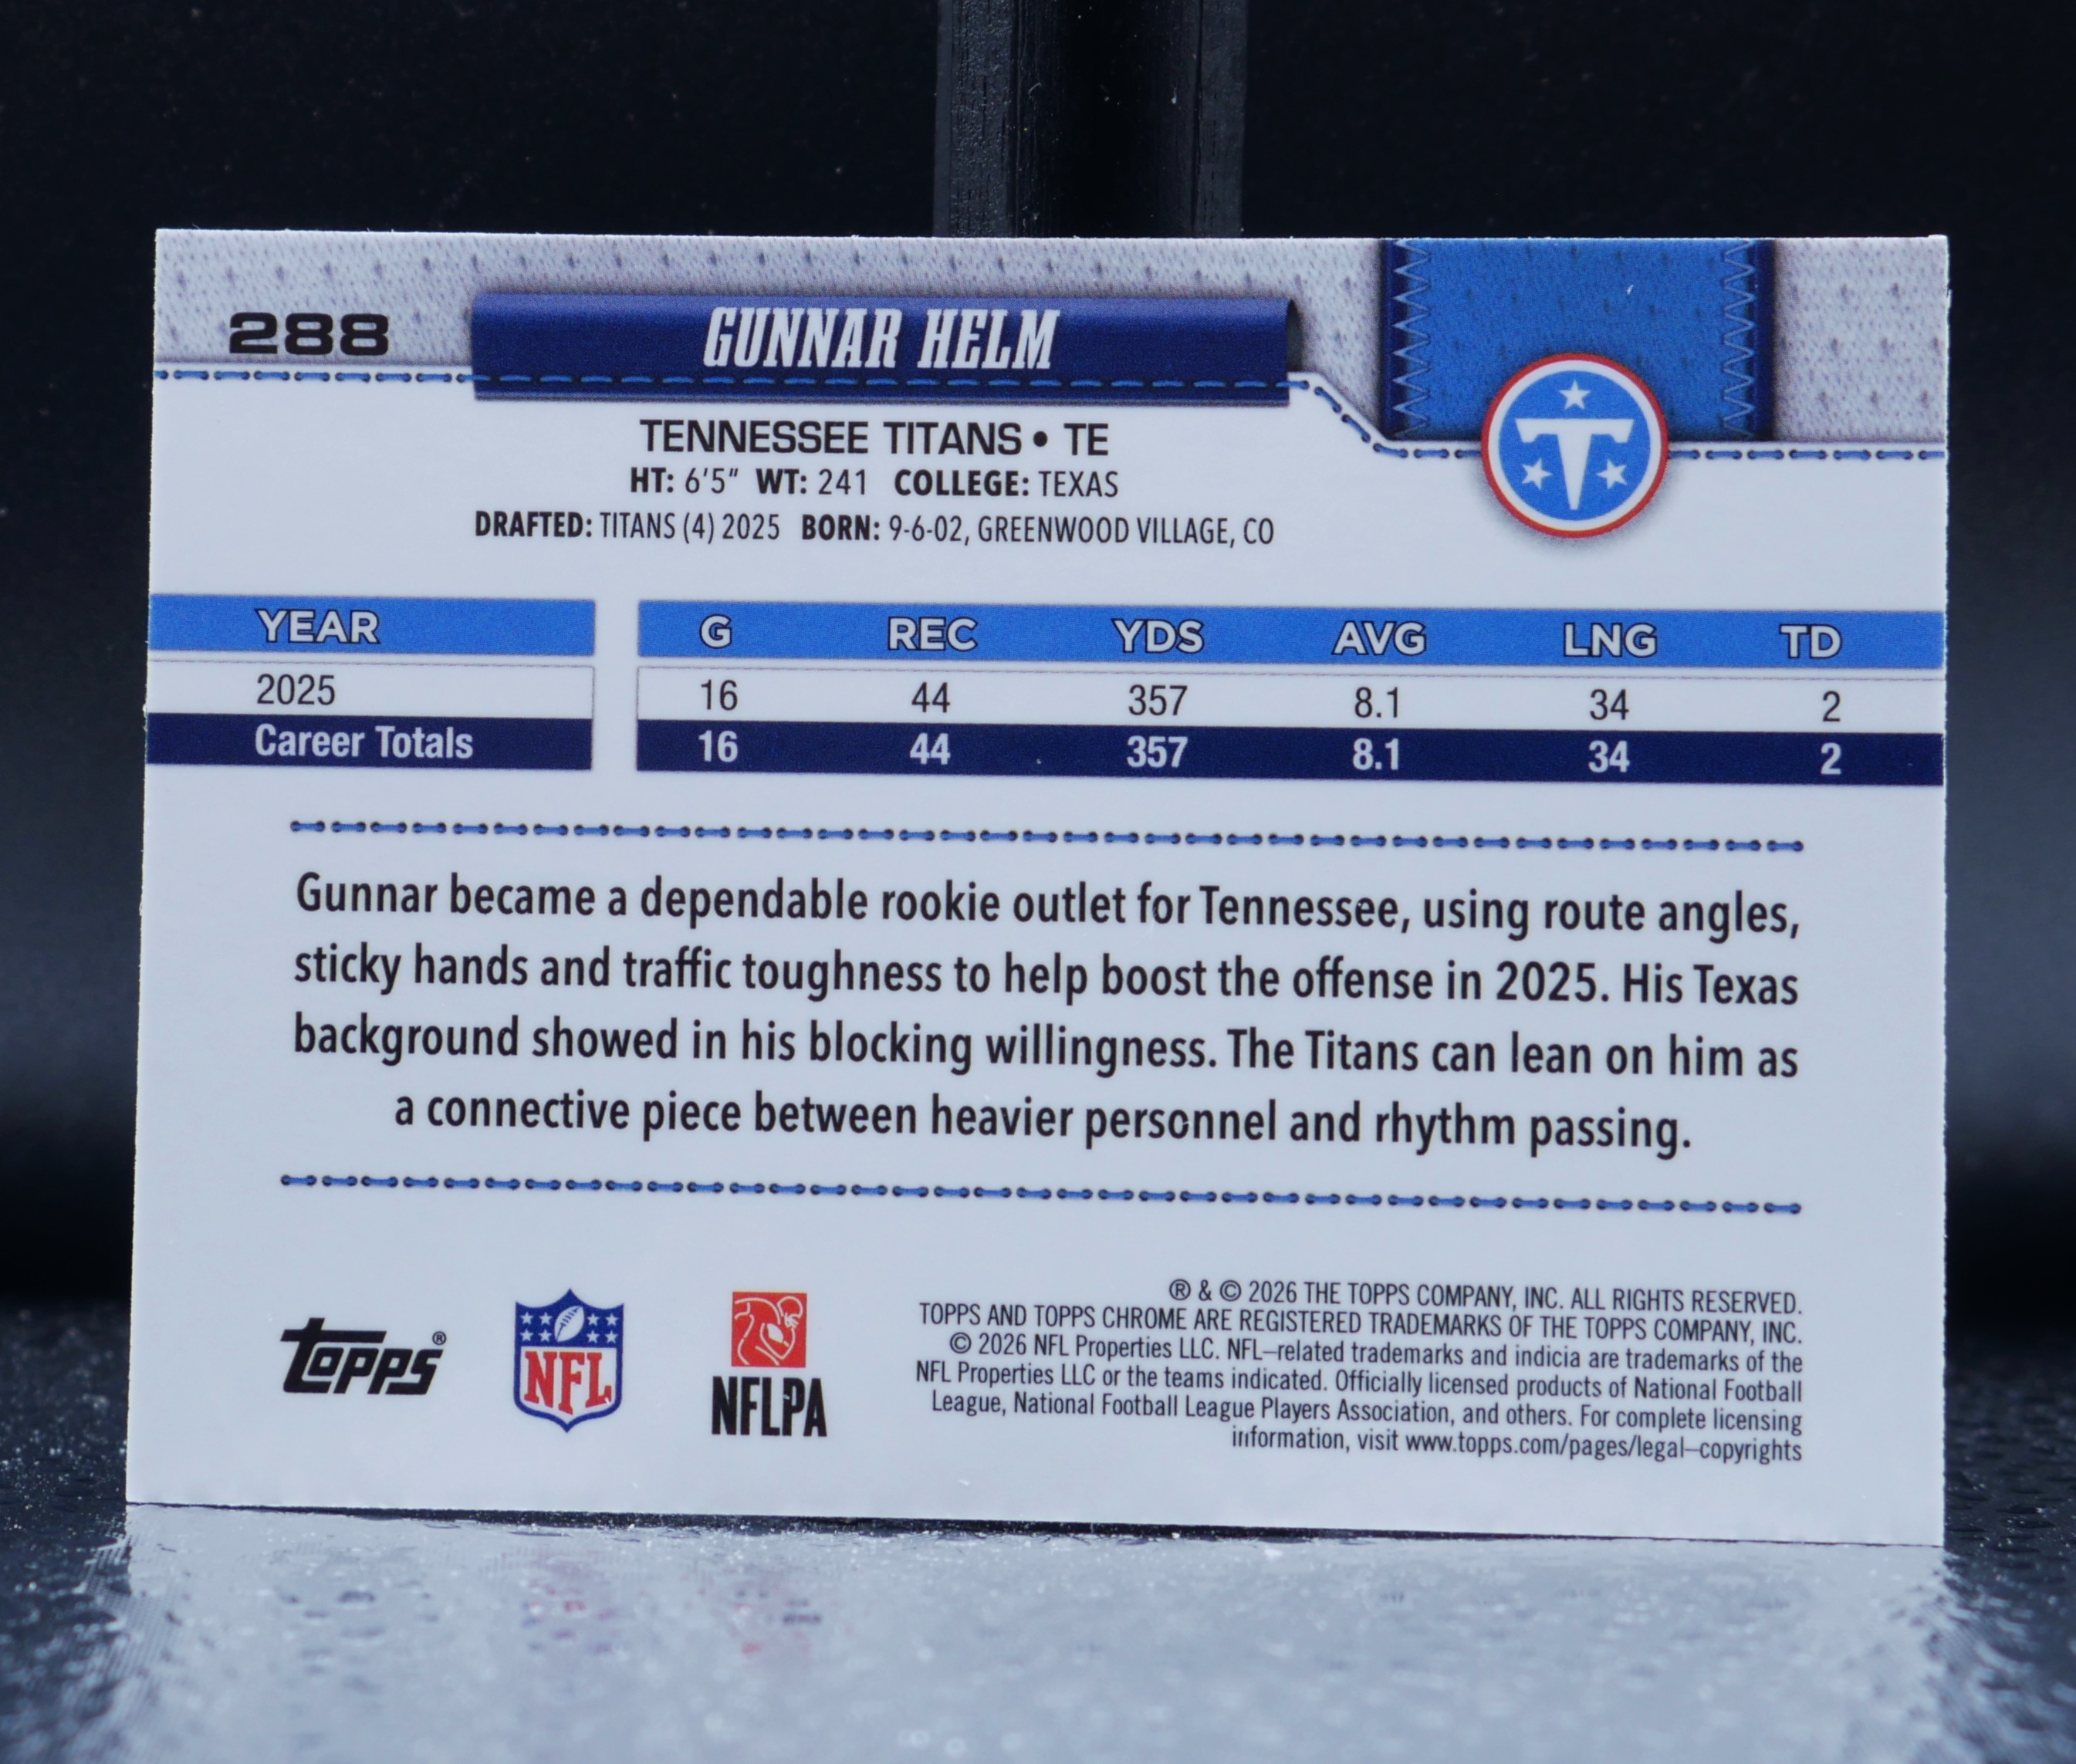 288
GUNNAR HELM
TENNESSEE TITANS • TE
HT: 6'5" WT: 241 COLLEGE: TEXAS
DRAFTED: TITANS (4) 2025 BORN: 9-6-02, GREENWOOD VILLAGE, CO
T
YEAR G REC YDS AVG LNG TD
2025 16 44 357 8.1 34 2
Career Totals 16 44 357 8.1 34 2
Gunnar became a dependable rookie outlet for Tennessee, using route angles,
sticky hands and traffic toughness to help boost the offense in 2025. His Texas
background showed in his blocking willingness. The Titans can lean on him as
a connective piece between heavier personnel and rhythm passing.
topps®
NFL
NFLPA
® & © 2026 THE TOPPS COMPANY, INC. ALL RIGHTS RESERVED.
TOPPS AND TOPPS CHROME ARE REGISTERED TRADEMARKS OF THE TOPPS COMPANY, INC.
© 2026 NFL Properties LLC. NFL–related trademarks and indicia are trademarks of the
NFL Properties LLC or the teams indicated. Officially licensed products of National Football
League, National Football League Players Association, and others. For complete licensing
information, visit www.topps.com/pages/legal–copyrights